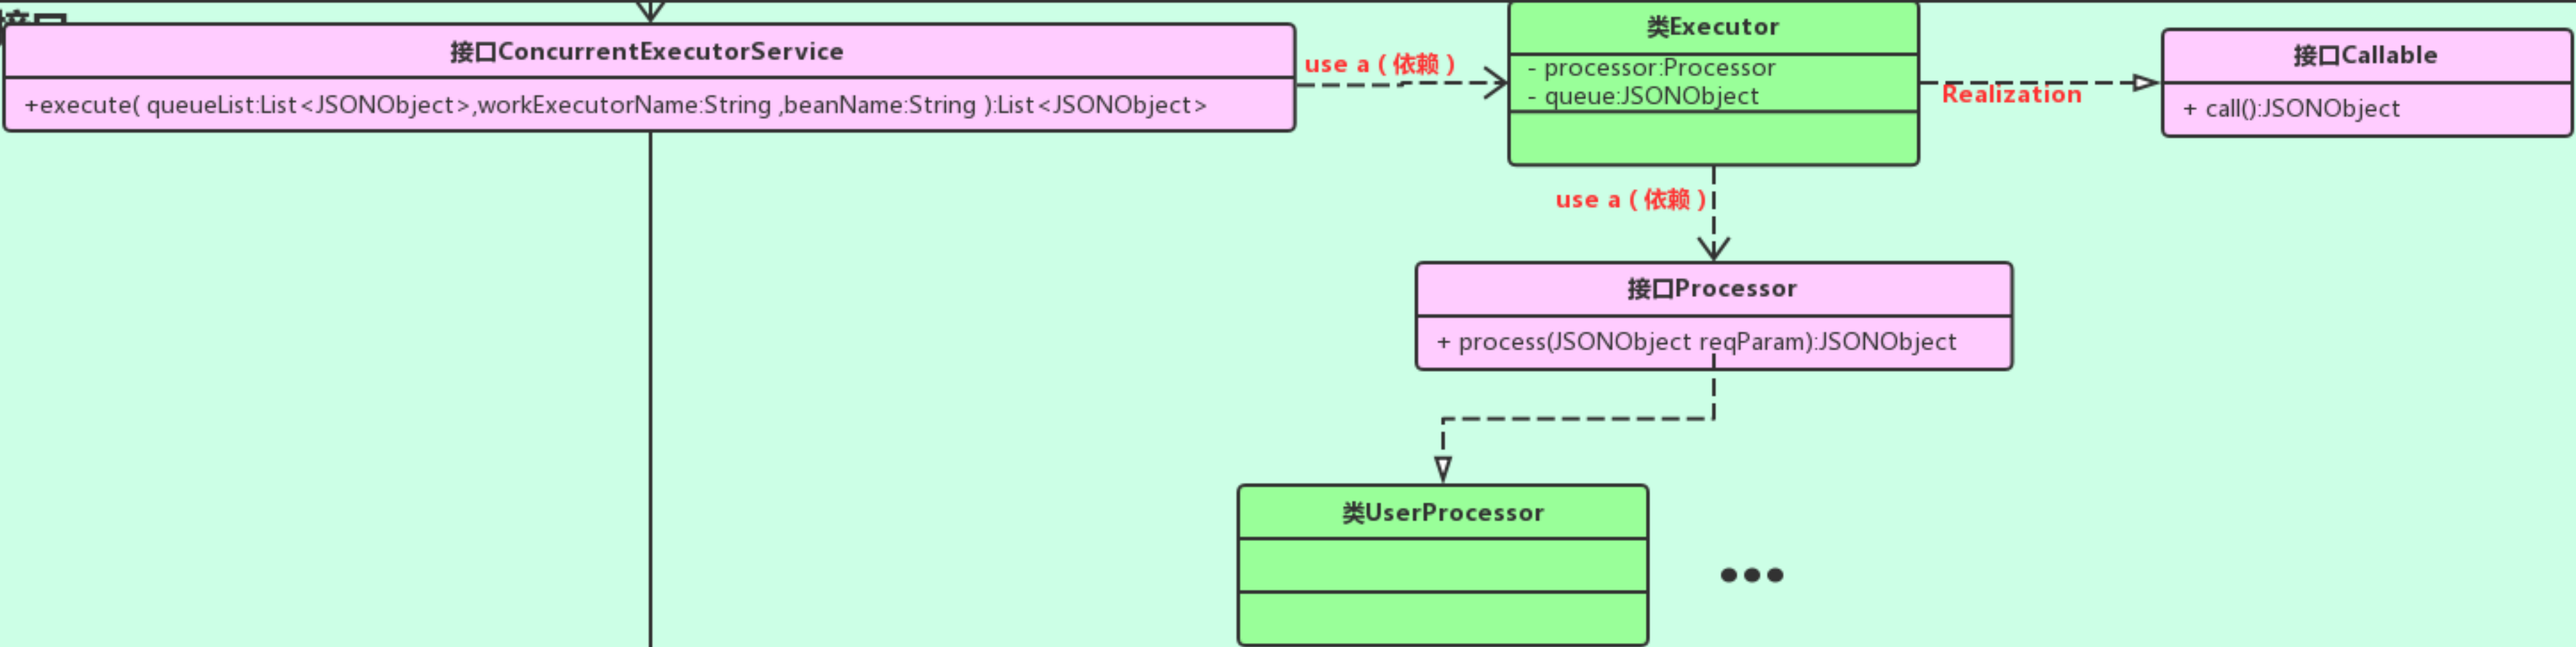 接口
接口ConcurrentExecutorService
+execute( queueList:List<JSONObject>,workExecutorName:String ,beanName:String ):List<JSONObject>
use a ( 依赖 )
类Executor
- processor:Processor
- queue:JSONObject
Realization
接口Callable
+ call():JSONObject
use a ( 依赖 )
接口Processor
+ process(JSONObject reqParam):JSONObject
类UserProcessor
•••